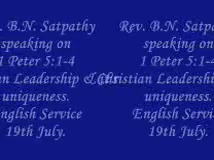 . B.N. Satpathy Rev. B.N. Satpathy
speaking on speaking on
1 Peter 5:1-4 1 Peter 5:1-4
Leadership & Christian Leadership
uniqueness. uniqueness.
English Service English Service
19th July. 19th July.